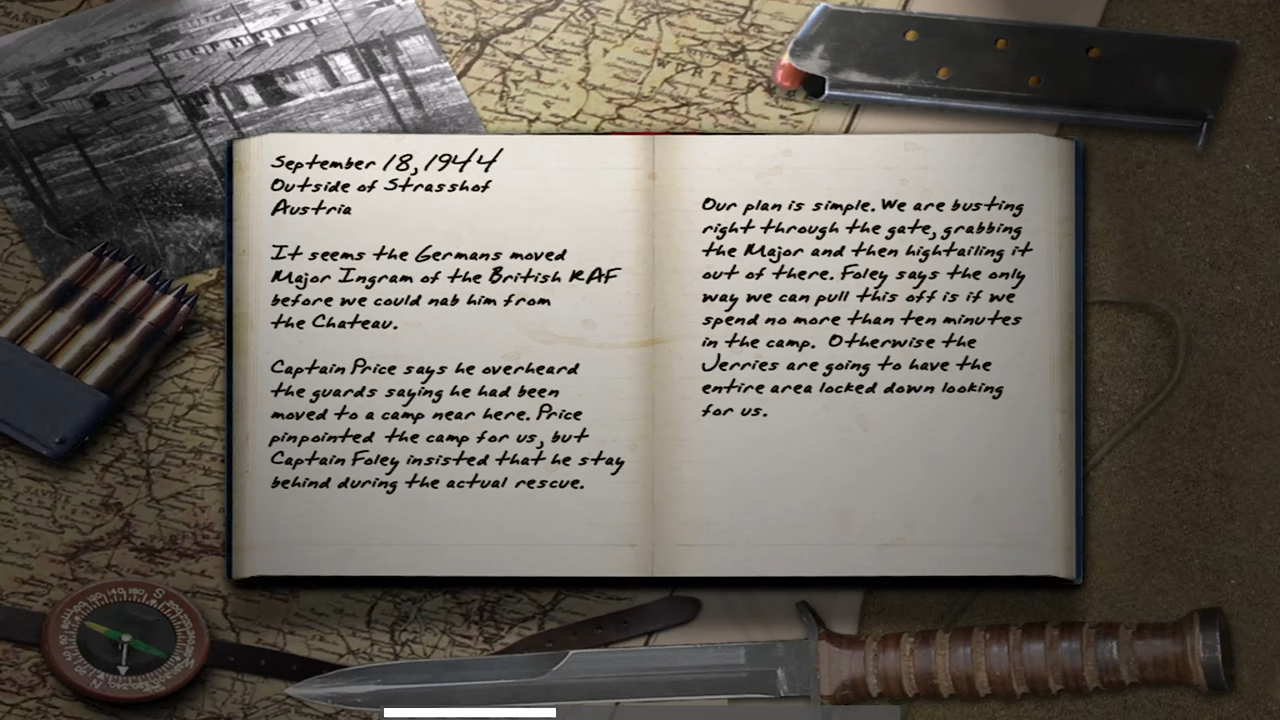 September 18, 1944
Outside of Strasshof
Austria
It seems the Germans moved
Major Ingram of the British RAF
before we could nab him from
the Chateau.
Captain Price says he overheard
the guards saying he had been
moved to a camp near here. Price
pinpointed the camp for us, but
Captain Foley insisted that he stay
behind during the actual rescue.
Our plan is simple. We are busting
right through the gate, grabbing
the Major and then hightailing it
out of there. Foley says the only
way we can pull this off is if we
spend no more than ten minutes
in the camp. Otherwise the
Jerries are going to have the
entire area locked down looking
for us.